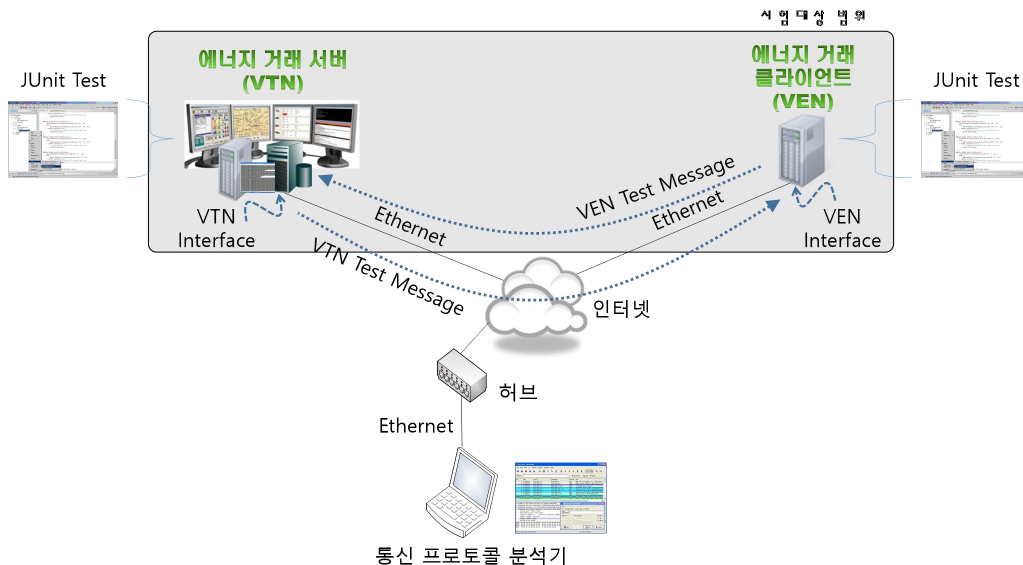 시험대상 범위
에너지 거래 서버
(VTN)
에너지 거래
클라이언트
(VEN)
JUnit Test
JUnit Test
VEN Test Message
Ethernet
Ethernet
VTN
Interface
VEN
Interface
VTN Test Message
인터넷
허브
Ethernet
통신 프로토콜 분석기